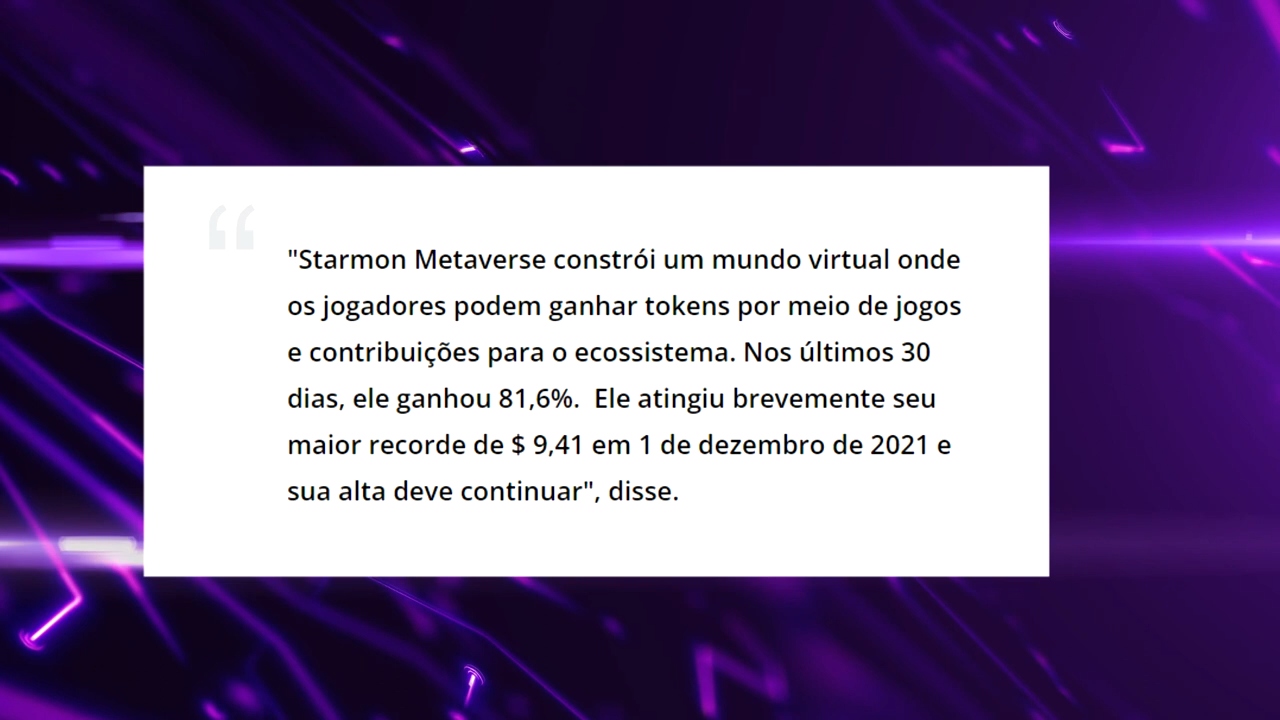 "Starmon Metaverse constrói um mundo virtual onde
os jogadores podem ganhar tokens por meio de jogos
e contribuições para o ecossistema. Nos últimos 30
dias, ele ganhou 81,6%.  Ele atingiu brevemente seu
maior recorde de $ 9,41 em 1 de dezembro de 2021 e
sua alta deve continuar", disse.